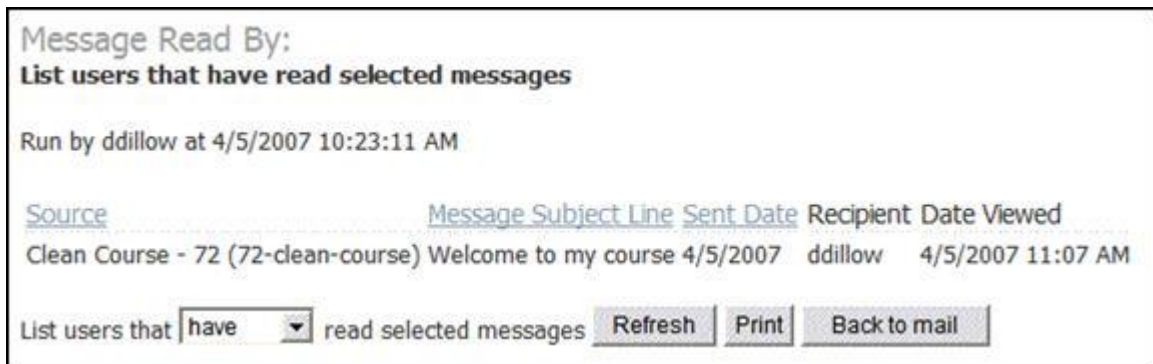 Message Read By:
List users that have read selected messages
Run by ddillow at 4/5/2007 10:23:11 AM
Source Message Subject Line Sent Date Recipient Date Viewed
Clean Course - 72 (72-clean-course) Welcome to my course 4/5/2007 ddillow 4/5/2007 11:07 AM
List users that have read selected messages Refresh Print Back to mail